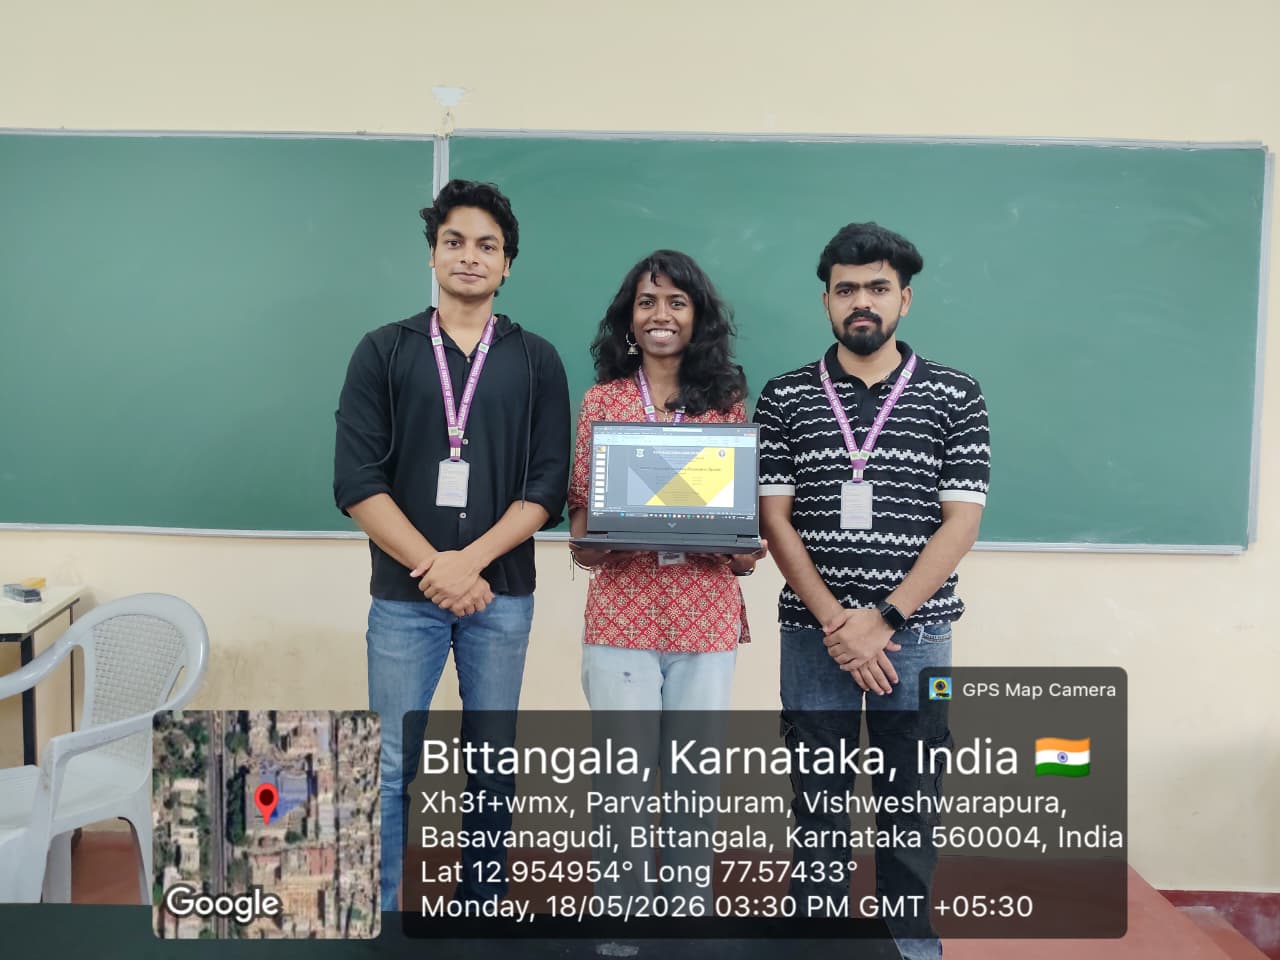 GPS Map Camera
Bittangala, Karnataka, India
Xh3f+wmx, Parvathipuram, Vishweshwarapura,
Basavanagudi, Bittangala, Karnataka 560004, India
Lat 12.954954° Long 77.57433°
Monday, 18/05/2026 03:30 PM GMT +05:30
Google